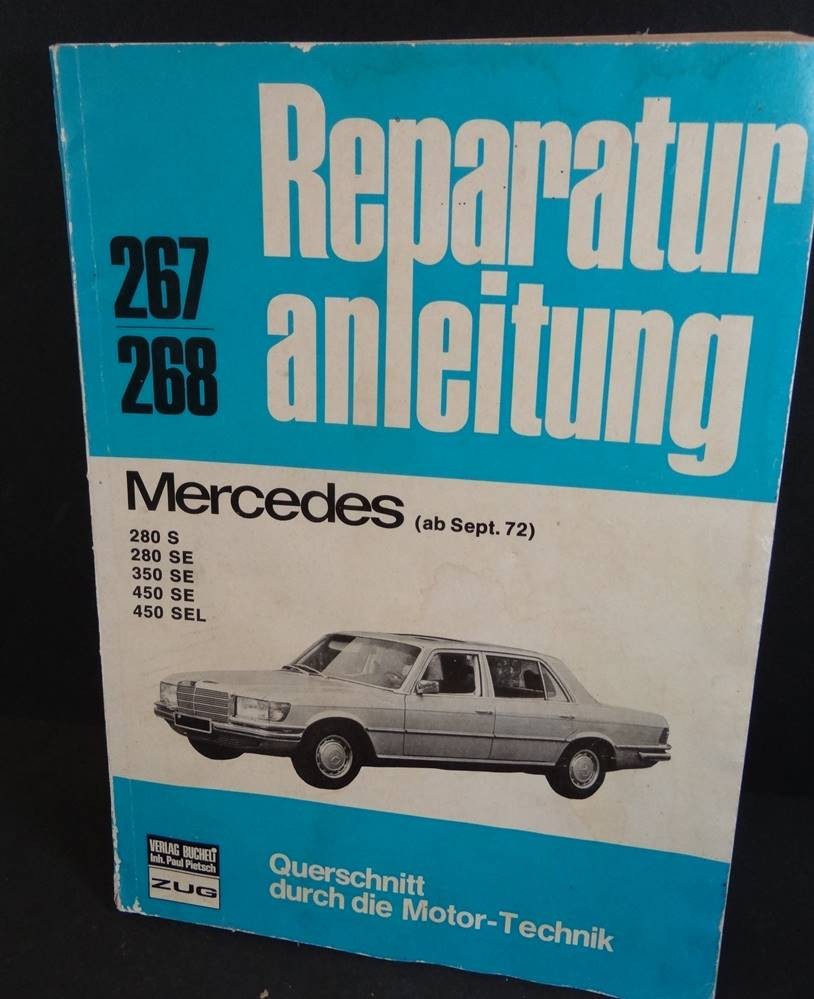 Reparatur
anleitung
267
268
Mercedes (ab Sept. 72)
280 S
280 SE
350 SE
450 SE
450 SEL
VERLAG BUCHELI
Inh. Paul Pietsch
ZUG
Querschnitt
durch die Motor-Technik